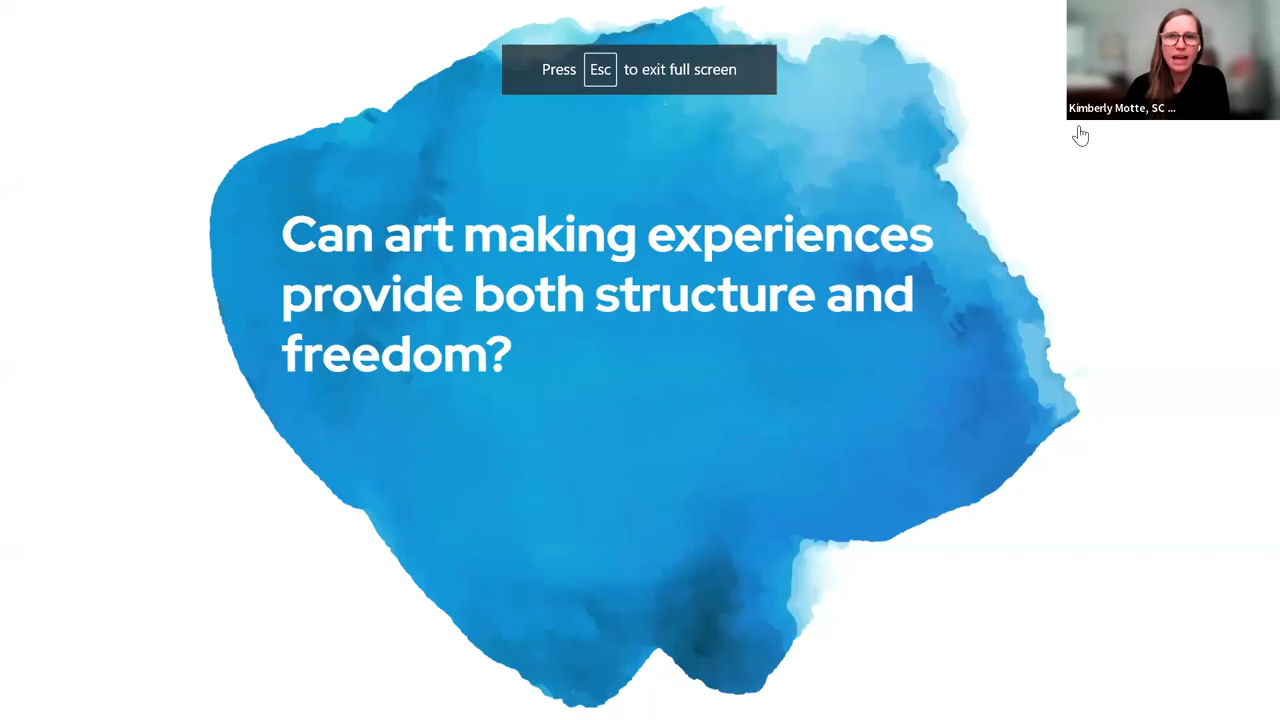 Press Esc to exit full screen
Kimberly Motte, SC ...
Can art making experiences
provide both structure and
freedom?